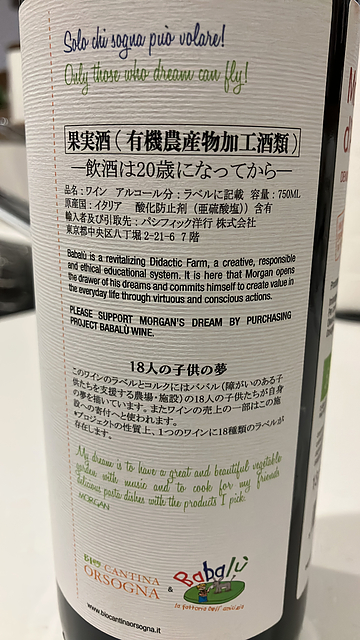 Solo chi sogna può volare!
Only those who dream can fly!
果実酒(有機農産物加工酒類)
―飲酒は20歳になってから―
品名:ワイン アルコール分:ラベルに記載 容量:750ML
原産国:イタリア 酸化防止剤(亜硫酸塩)含有
輸入者及び引取先:パシフィック洋行 株式会社
東京都中央区八丁堀 2-21-6 7 階
Babalù is a revitalizing Didactic Farm, a creative, responsible
and ethical educational system. It is here that Morgan opens
the drawer of his dreams and commits himself to create value in
the everyday life through virtuous and conscious actions.
PLEASE SUPPORT MORGAN'S DREAM BY PURCHASING
PROJECT BABALÙ WINE.
18人の子供の夢
このワインのラベルとコルクにはババル(障がいのある子
供たちを支援する農場・施設)の18人の子供たちが自身
の夢を描いています。またワインの売上の一部はこの施
設への寄付へと使われます。
*プロジェクトの性質上、1つのワインに18種類のラベルが
存在します。
My dream is to have a great and beautiful vegetable
garden with music and to cook for my friends
delicious pasta dishes with the products I pick.
MORGAN
BIO CANTINA
ORSOGNA
&
Babalù
la fattoria dell'amicizia
www.biocantinaorsogna.it